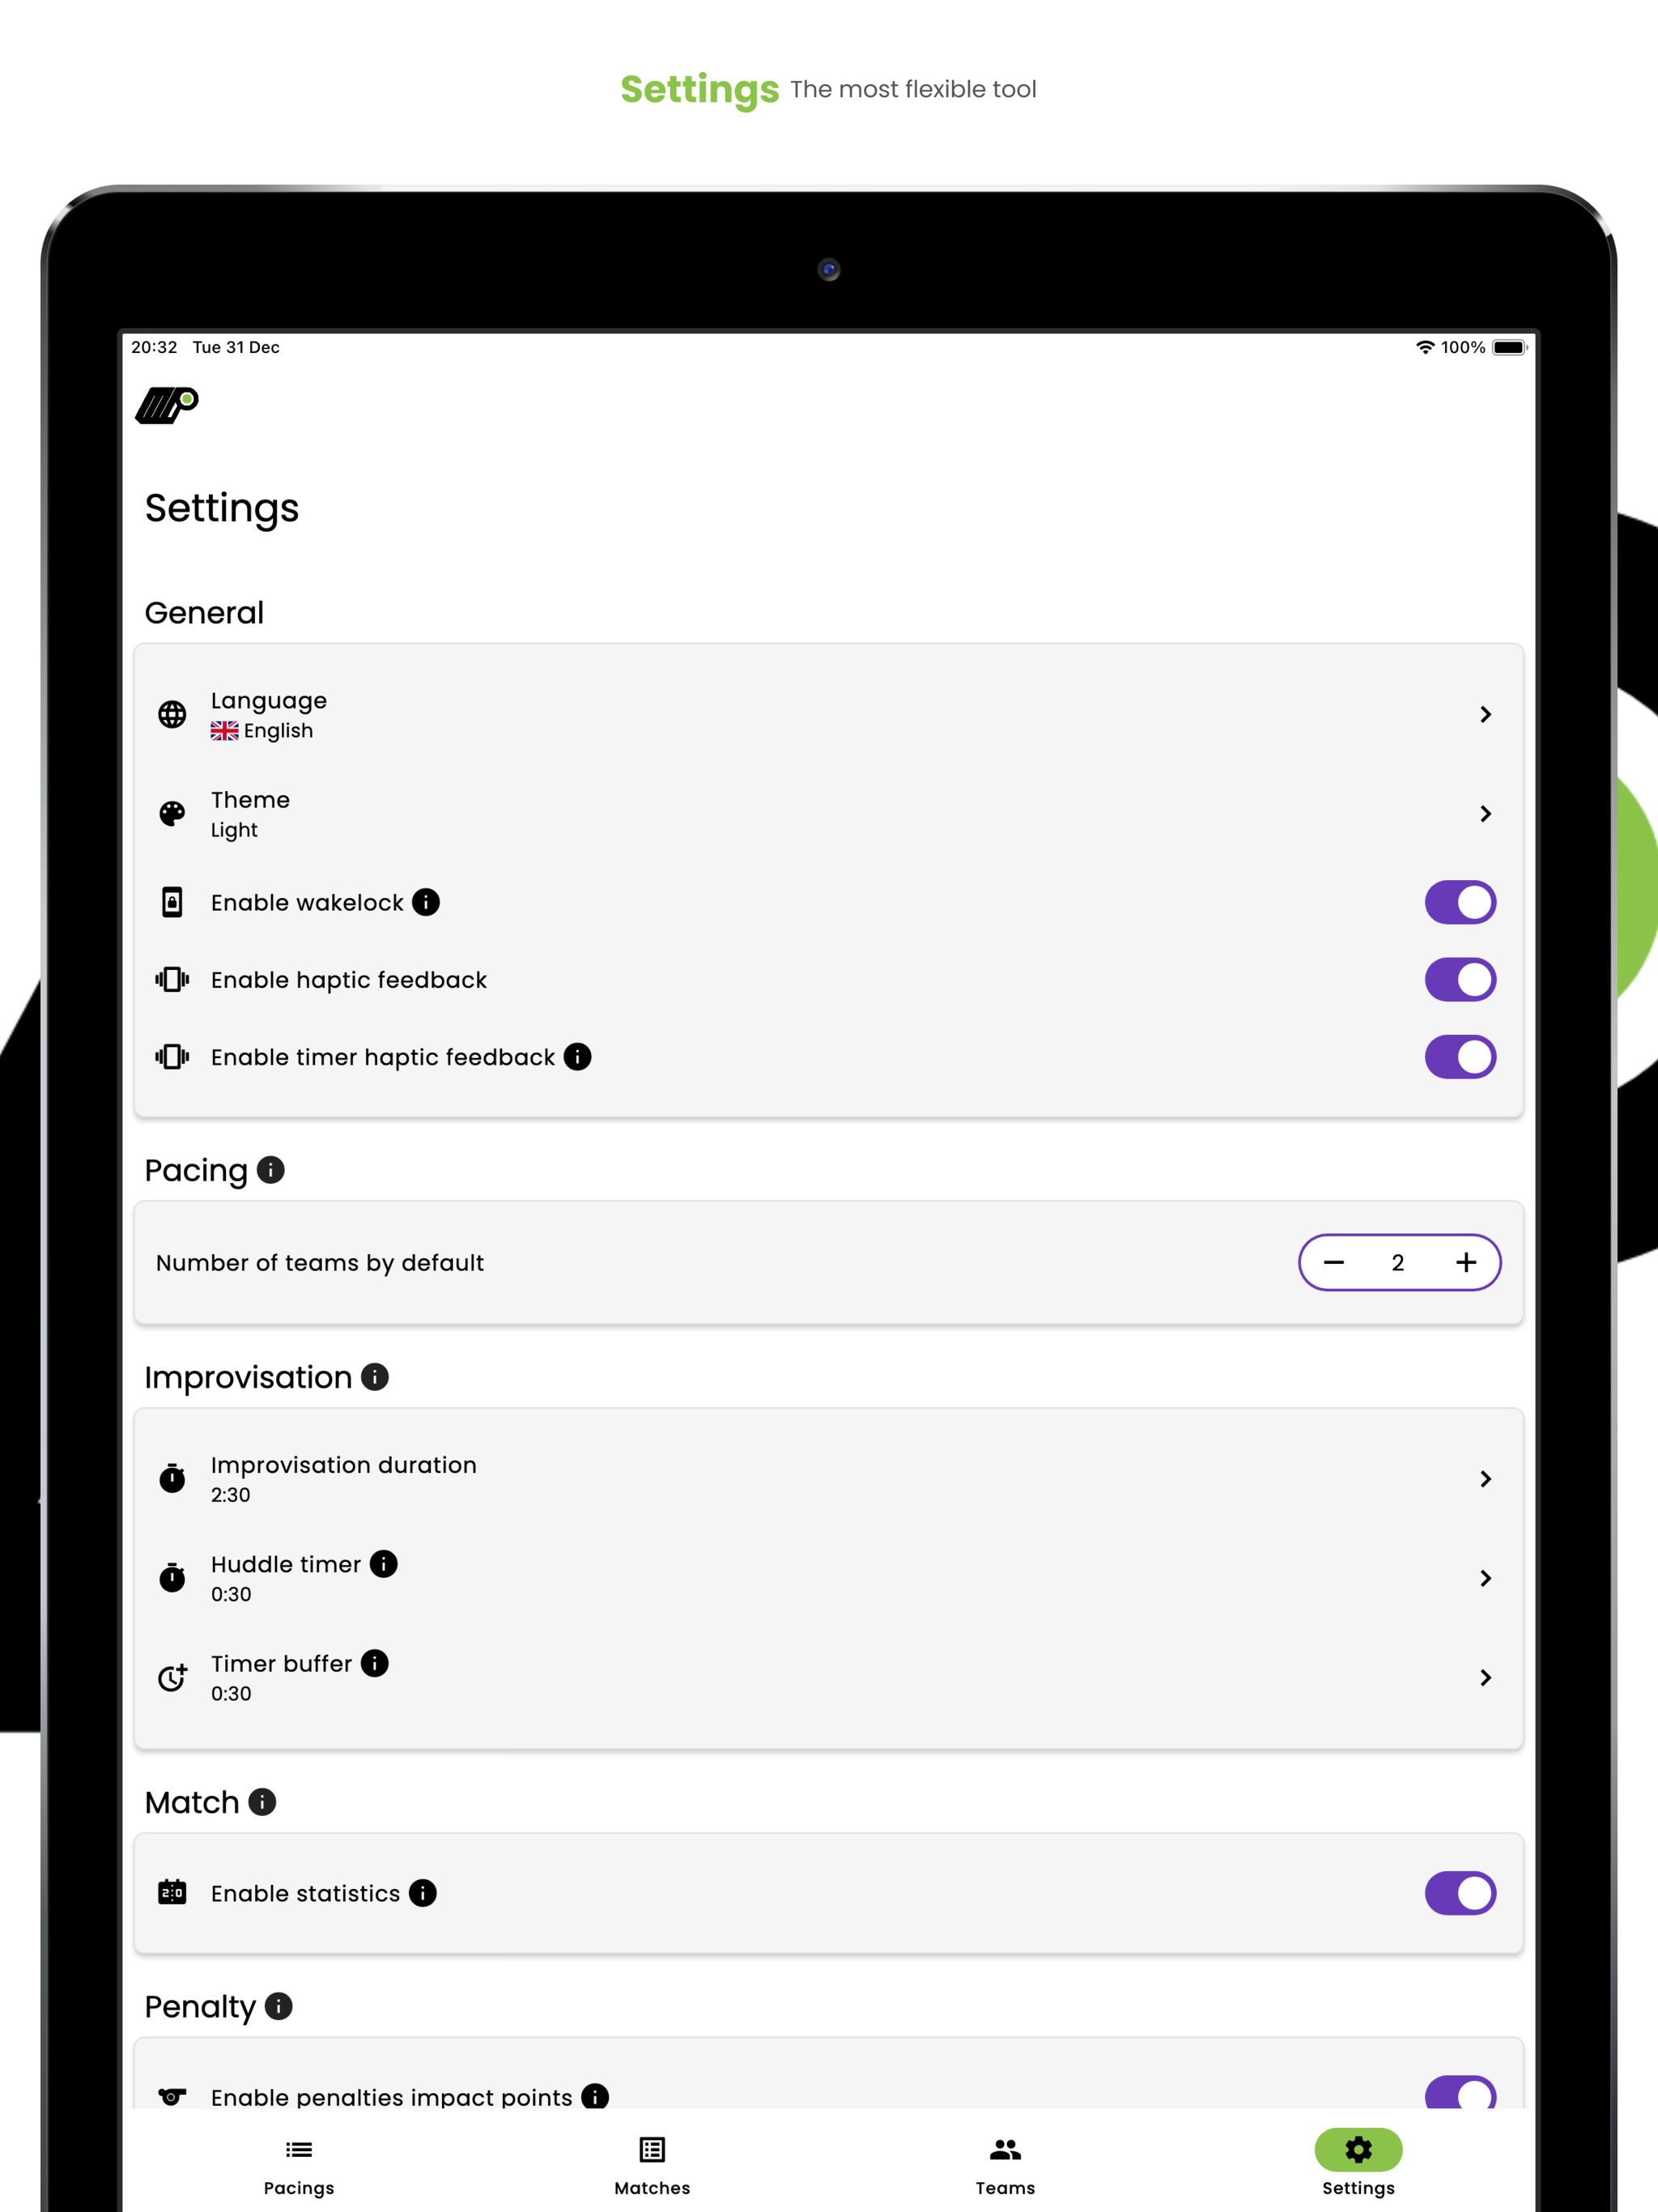 Settings The most flexible tool
20:32 Tue 31 Dec 100%
Settings
General
Language
English
Theme
Light
Enable wakelock
Enable haptic feedback
Enable timer haptic feedback
Pacing
Number of teams by default
2
Improvisation
Improvisation duration
2:30
Huddle timer
0:30
Timer buffer
0:30
Match
Enable statistics
Penalty
Enable penalties impact points
Pacings Matches Teams Settings